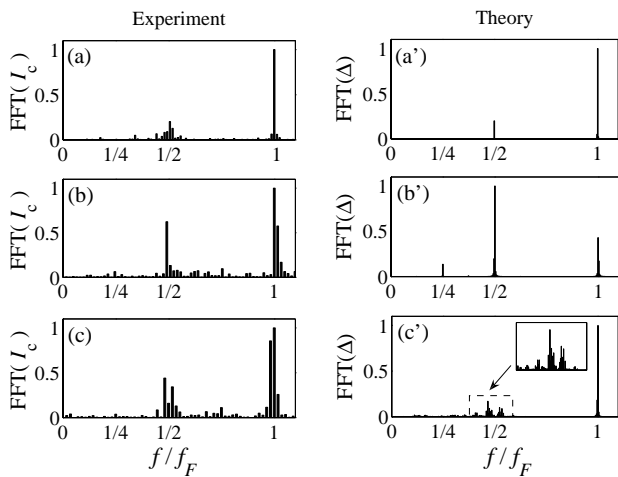 Experiment
Theory
(a)
FFT(I_c)
1
0.5
0
0 1/4 1/2 1
(a')
FFT(Δ)
1
0.5
0
0 1/4 1/2 1
(b)
FFT(I_c)
1
0.5
0
0 1/4 1/2 1
(b')
FFT(Δ)
1
0.5
0
0 1/4 1/2 1
(c)
FFT(I_c)
1
0.5
0
0 1/4 1/2 1
f/f_F
(c')
FFT(Δ)
1
0.5
0
0 1/4 1/2 1
f/f_F